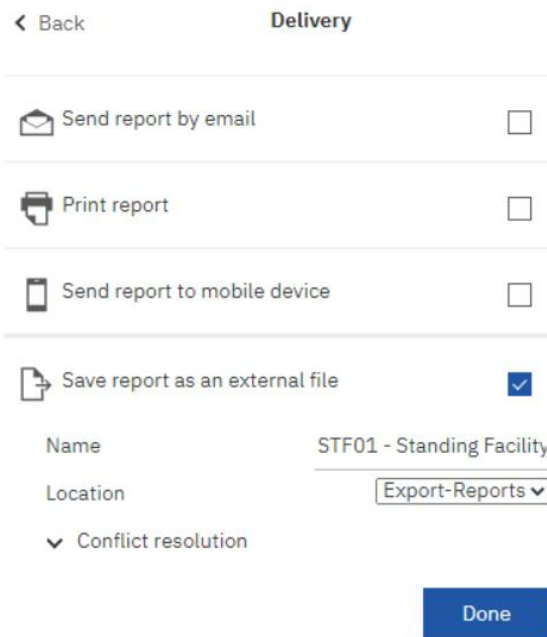 Back
Delivery
Send report by email
Print report
Send report to mobile device
Save report as an external file
Name STF01 - Standing Facility
Location Export-Reports
Conflict resolution
Done